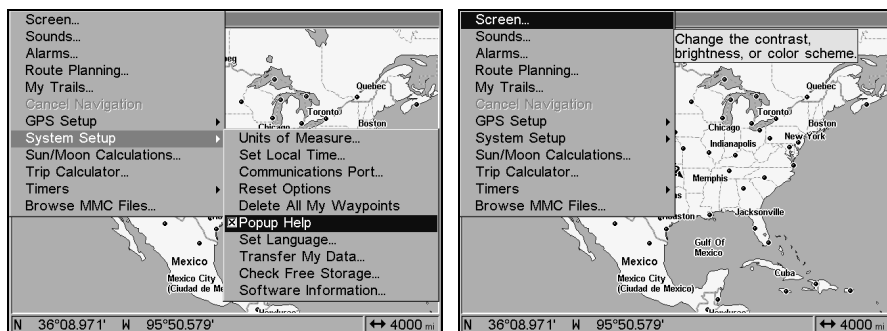 Screen...
Sounds...
Alarms...
Route Planning...
My Trails...
Cancel Navigation
GPS Setup
System Setup
Sun/Moon Calculations...
Trip Calculator...
Timers
Browse MMC Files...
Units of Measure...
Set Local Time...
Communications Port...
Reset Options
Delete All My Waypoints
Popup Help
Set Language...
Transfer My Data...
Check Free Storage...
Software Information...
Quebec
Toronto
Boston
Chicago
Mexico
Mexico City
(Ciudad de Me
N 36°08.971' W 95°50.579'
4000 mi
Screen...
Sounds...
Alarms...
Route Planning...
My Trails...
Cancel Navigation
GPS Setup
System Setup
Sun/Moon Calculations...
Trip Calculator...
Timers
Browse MMC Files...
Change the contrast,
brightness, or color scheme.
Quebec
Toronto
Boston
Chicago
New York
Indianapolis
Memphis
Jacksonville
Gulf Of
Mexico
Mexico
Mexico City
(Ciudad de Mexico)
Cuba
N 36°08.971' W 95°50.579'
4000 mi